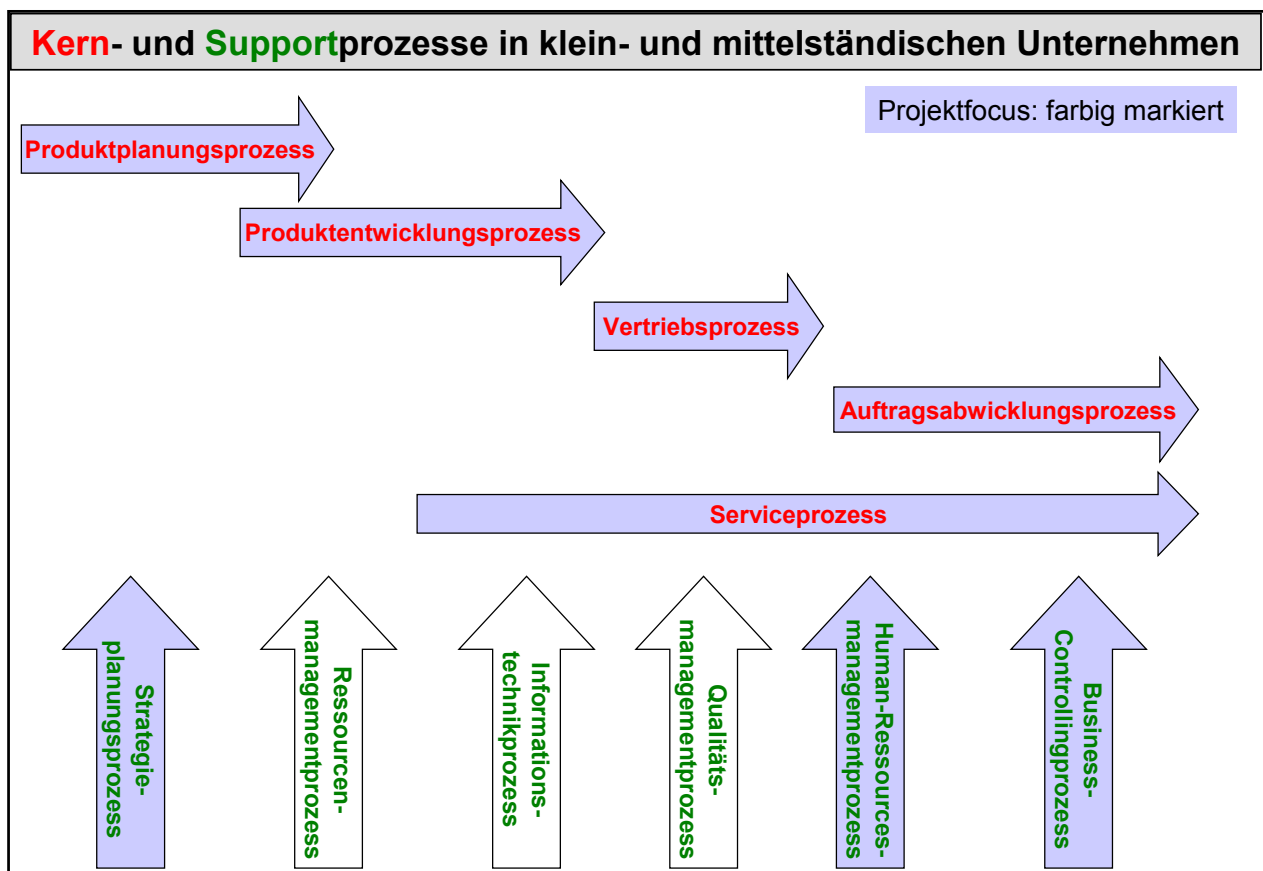 Kern- und Supportprozesse in klein- und mittelständischen Unternehmen
Projektfocus: farbig markiert
Produktplanungsprozess
Produktentwicklungsprozess
Vertriebsprozess
Auftragsabwicklungsprozess
Serviceprozess
Strategie-
planungsprozess
Ressourcen-
managementprozess
Informations-
technikprozess
Qualitäts-
managementprozess
Human-Ressources-
managementprozess
Business-
Controllingprozess